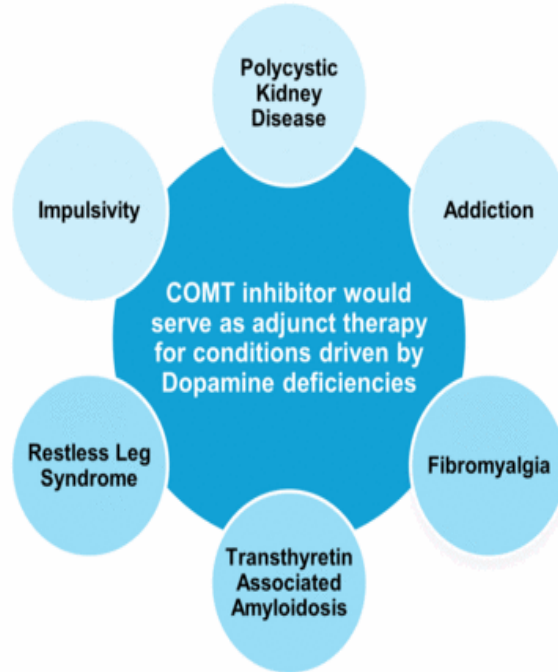 Polycystic
Kidney
Disease
Impulsivity
Addiction
COMT inhibitor would
serve as adjunct therapy
for conditions driven by
Dopamine deficiencies
Restless Leg
Syndrome
Fibromyalgia
Transthyretin
Associated
Amyloidosis